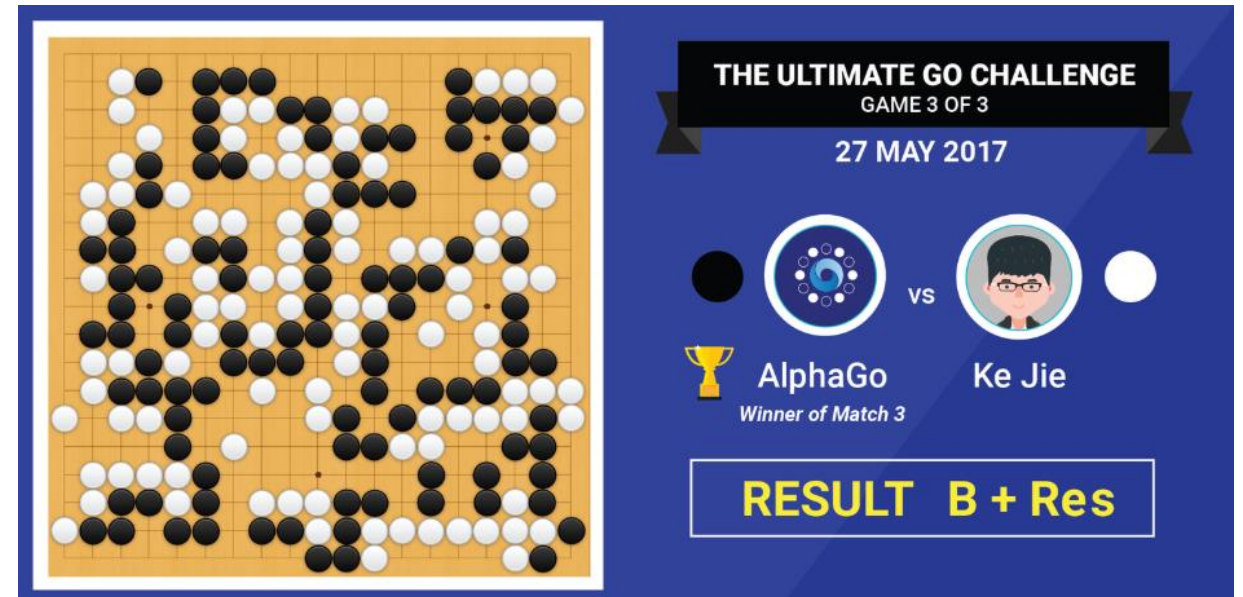 THE ULTIMATE GO CHALLENGE
GAME 3 OF 3
27 MAY 2017
VS
AlphaGo
Ke Jie
Winner of Match 3
RESULT B + Res